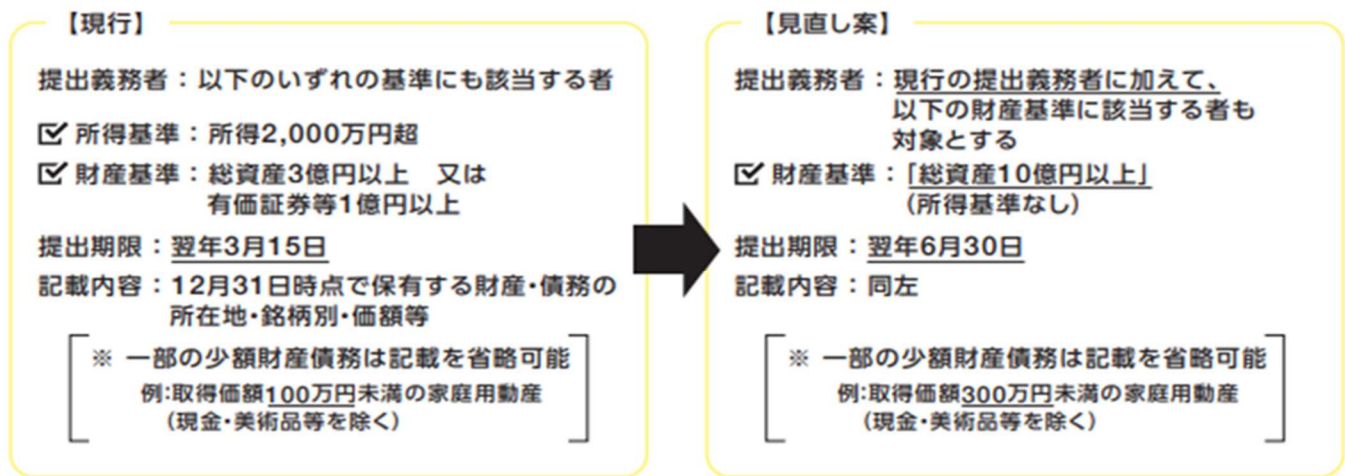 【現行】
提出義務者：以下のいずれの基準にも該当する者
所得基準：所得2,000万円超
財産基準：総資産3億円以上　又は
有価証券等1億円以上
提出期限：翌年3月15日
記載内容：12月31日時点で保有する財産・債務の
所在地・銘柄別・価額等
※ 一部の少額財産債務は記載を省略可能
例：取得価額100万円未満の家庭用動産
（現金・美術品等を除く）
【見直し案】
提出義務者：現行の提出義務者に加えて、
以下の財産基準に該当する者も
対象とする
財産基準：「総資産10億円以上」
（所得基準なし）
提出期限：翌年6月30日
記載内容：同左
※ 一部の少額財産債務は記載を省略可能
例：取得価額300万円未満の家庭用動産
（現金・美術品等を除く）